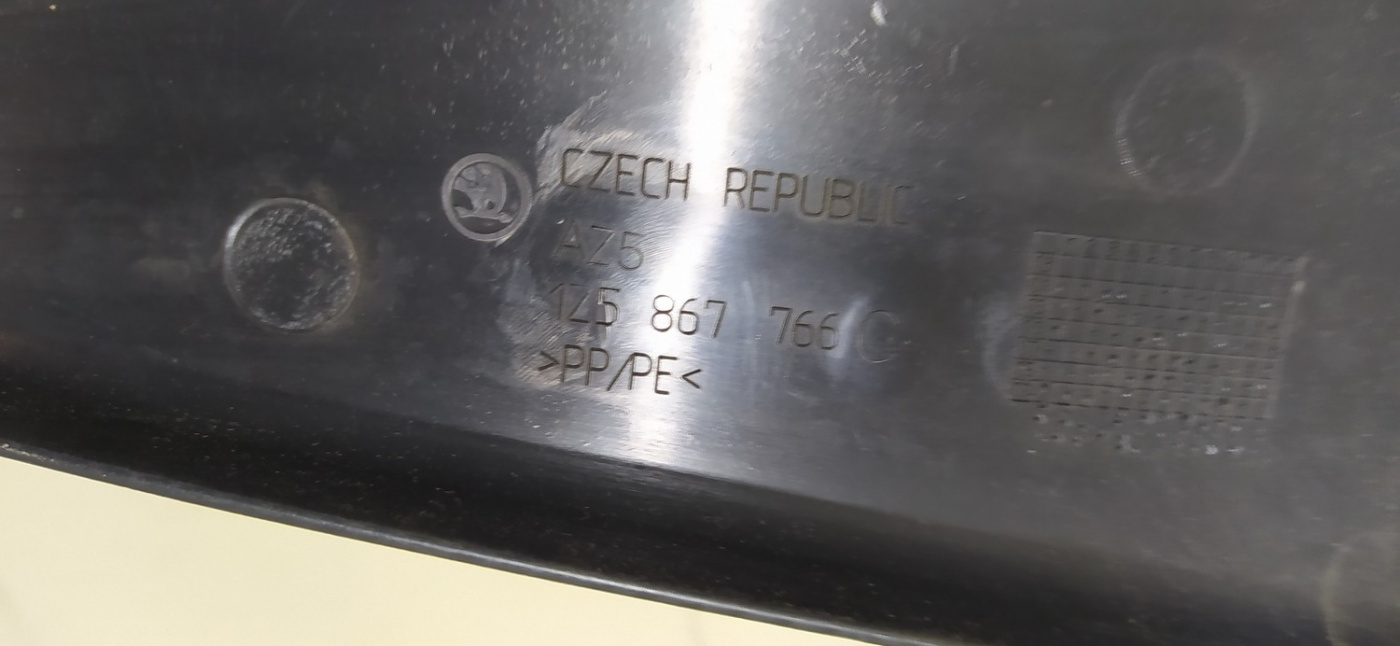 CZECH REPUBLIC
AZ5
1Z5 867 766 G
>PP/PE<